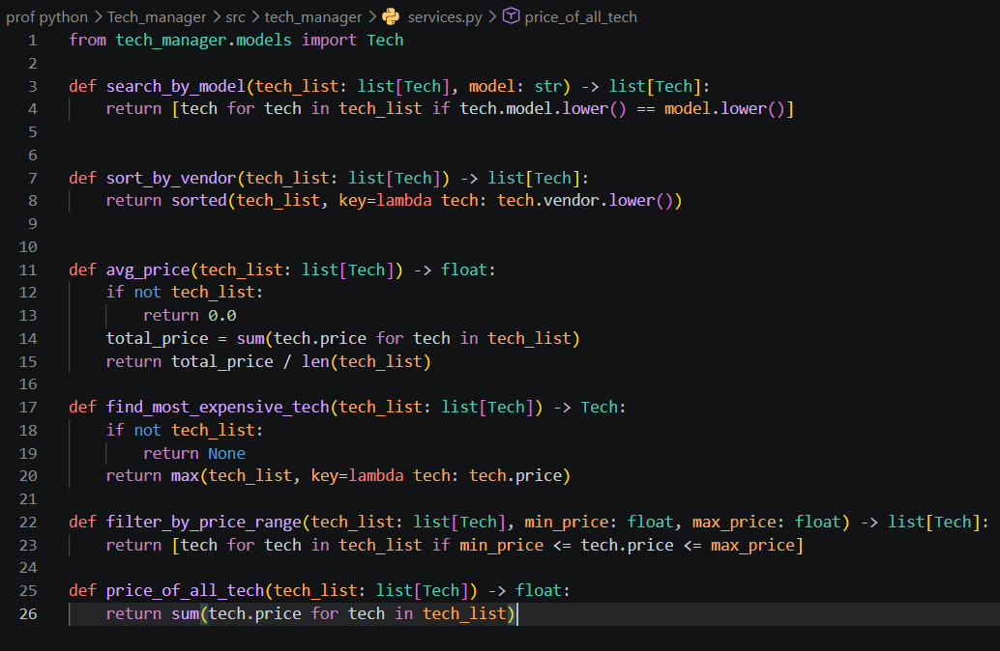 prof python > Tech_manager > src > tech_manager > services.py > price_of_all_tech
1 from tech_manager.models import Tech
2
3 def search_by_model(tech_list: list[Tech], model: str) -> list[Tech]:
4     return [tech for tech in tech_list if tech.model.lower() == model.lower()]
5
6
7 def sort_by_vendor(tech_list: list[Tech]) -> list[Tech]:
8     return sorted(tech_list, key=lambda tech: tech.vendor.lower())
9
10
11 def avg_price(tech_list: list[Tech]) -> float:
12     if not tech_list:
13         return 0.0
14     total_price = sum(tech.price for tech in tech_list)
15     return total_price / len(tech_list)
16
17 def find_most_expensive_tech(tech_list: list[Tech]) -> Tech:
18     if not tech_list:
19         return None
20     return max(tech_list, key=lambda tech: tech.price)
21
22 def filter_by_price_range(tech_list: list[Tech], min_price: float, max_price: float) -> list[Tech]:
23     return [tech for tech in tech_list if min_price <= tech.price <= max_price]
24
25 def price_of_all_tech(tech_list: list[Tech]) -> float:
26     return sum(tech.price for tech in tech_list)